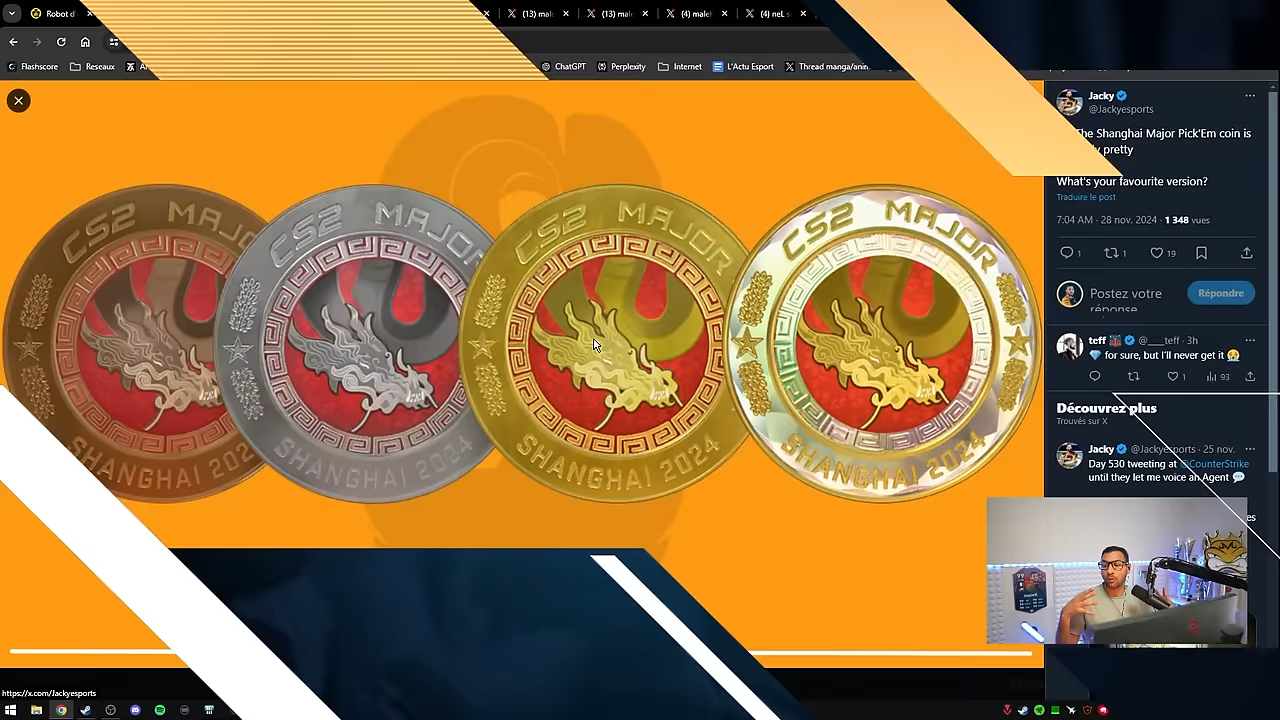 Robot d'
(13) mal
(13) mal
(4) malel
(4) neL s
Flashscore
Reseaux
ChatGPT
Perplexity
Internet
L'Actu Esport
Thread manga/anim
Jacky
@Jackyesports
The Shanghai Major Pick'Em coin is
pretty
What's your favourite version?
Traduire le post
7:04 AM · 28 nov. 2024 · 1 348 vues
1
1
19
Postez votre
réponse
Répondre
teff @___teff · 3h
for sure, but I'll never get it
1
93
Découvrez plus
Trouvés sur X
Jacky @Jackyesports · 25 nov.
Day 530 tweeting at @CounterStrike
until they let me voice an Agent
es
CS2 MAJOR
SHANGHAI 2024
CS2 MAJOR
SHANGHAI 2024
CS2 MAJOR
SHANGHAI 2024
CS2 MAJOR
SHANGHAI 2024
https://x.com/Jackyesports